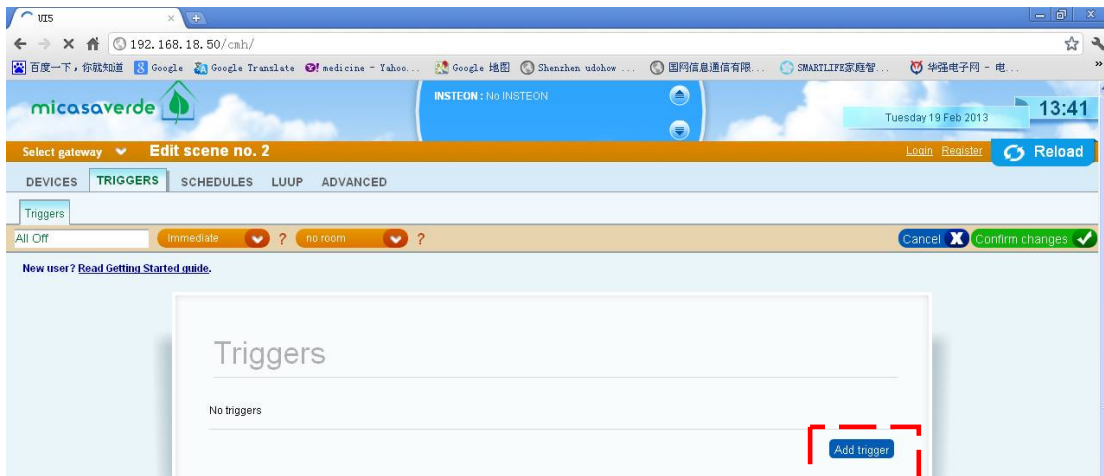 UI5
192.168.18.50/cmh/
百度一下，你就知道 Google Google Translate medicine - Yahoo... Google 地图 Shenzhen udohow ... 国网信息通信有限... SMARTLIFE家庭智... 华强电子网 - 电... »
micasaverde
INSTEON : No INSTEON
Tuesday 19 Feb 2013
13:41
Select gateway Edit scene no. 2 Login Register Reload
DEVICES TRIGGERS SCHEDULES LUUP ADVANCED
Triggers
All Off Immediate ? no room ? Cancel X Confirm changes
New user? Read Getting Started guide.
Triggers
No triggers
Add trigger